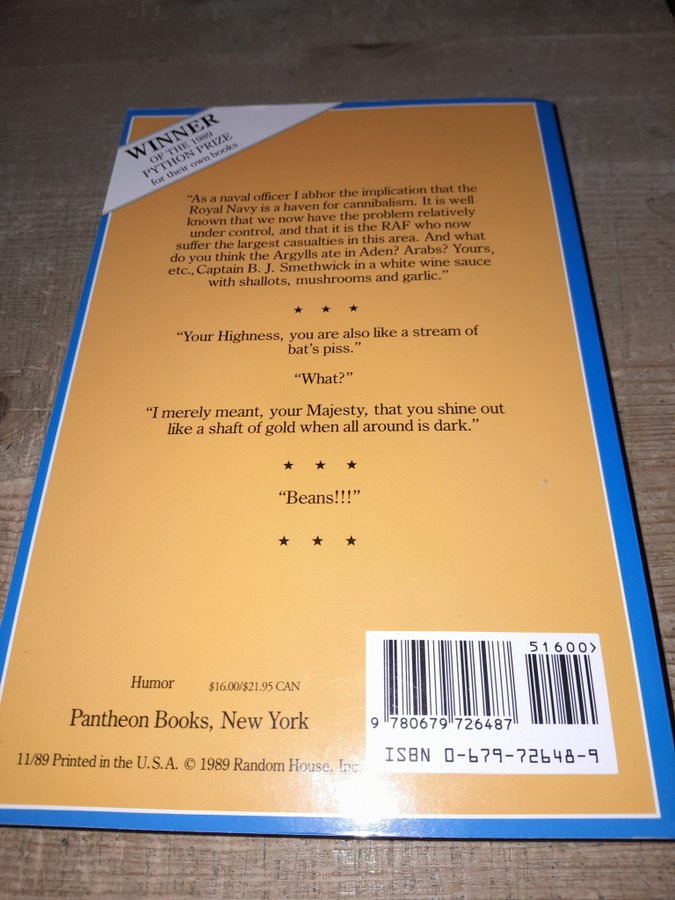 WINNER
OF THE 1989
PYTHON PRIZE
for their own books
“As a naval officer I abhor the implication that the
Royal Navy is a haven for cannibalism. It is well
known that we now have the problem relatively
under control, and that it is the RAF who now
suffer the largest casualties in this area. And what
do you think the Argylls ate in Aden? Arabs? Yours,
etc., Captain B. J. Smethwick in a white wine sauce
with shallots, mushrooms and garlic.”
★ ★ ★
“Your Highness, you are also like a stream of
bat’s piss.”
“What?”
“I merely meant, your Majesty, that you shine out
like a shaft of gold when all around is dark.”
★ ★ ★
“Beans!!!”
★ ★ ★
Humor $16.00/$21.95 CAN
Pantheon Books, New York
11/89 Printed in the U.S.A. © 1989 Random House, Inc.
51600>
9 780679 726487
ISBN 0-679-72648-9